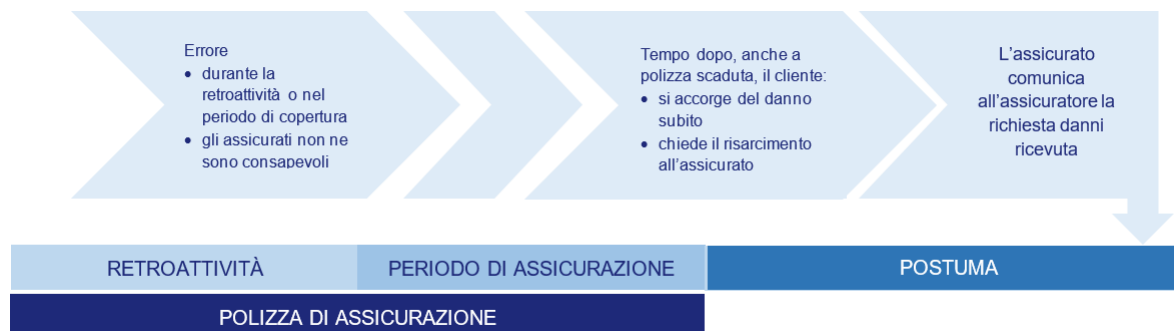 Errore
• durante la
retroattività o nel
periodo di copertura
• gli assicurati non ne
sono consapevoli
Tempo dopo, anche a
polizza scaduta, il cliente:
• si accorge del danno
subito
• chiede il risarcimento
all'assicurato
L'assicurato
comunica
all'assicuratore la
richiesta danni
ricevuta
RETROATTIVITÀ
PERIODO DI ASSICURAZIONE
POSTUMA
POLIZZA DI ASSICURAZIONE